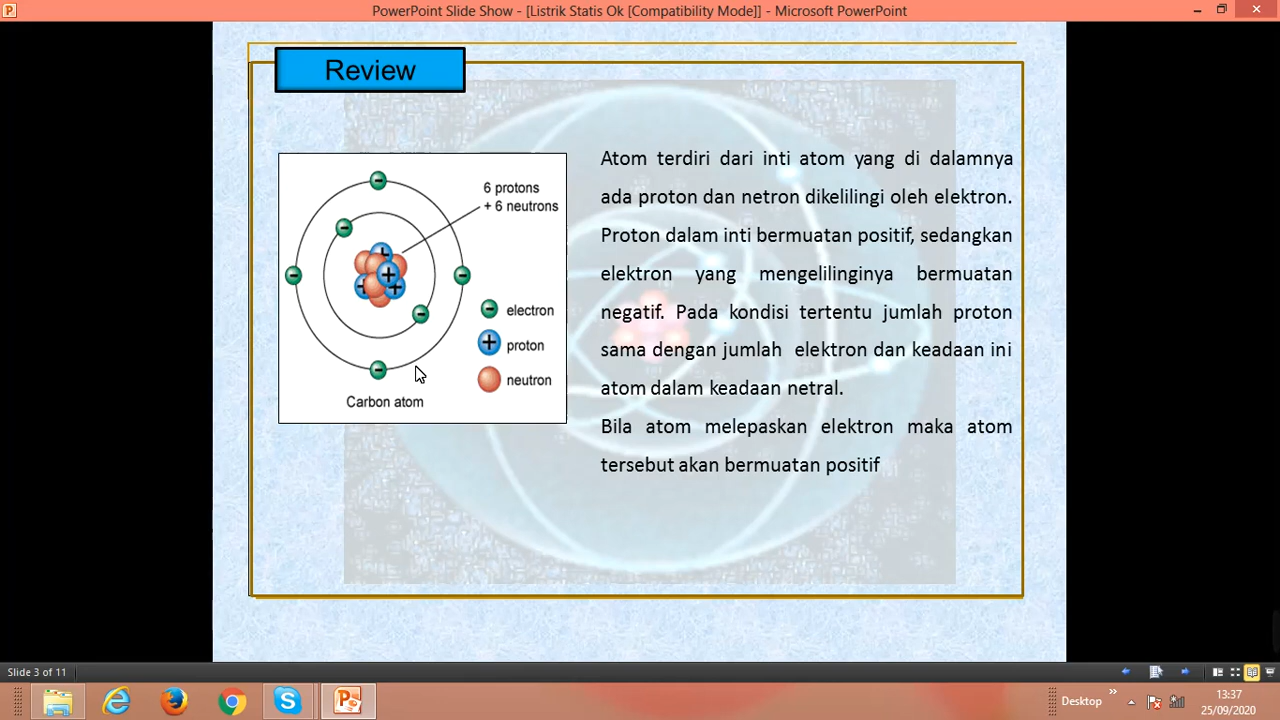 PowerPoint Slide Show - [Listrik Statis Ok [Compatibility Mode]] - Microsoft PowerPoint
Review
6 protons
+ 6 neutrons
electron
proton
neutron
Carbon atom
Atom terdiri dari inti atom yang di dalamnya
ada proton dan netron dikelilingi oleh elektron.
Proton dalam inti bermuatan positif, sedangkan
elektron yang mengelilinginya bermuatan
negatif. Pada kondisi tertentu jumlah proton
sama dengan jumlah elektron dan keadaan ini
atom dalam keadaan netral.
Bila atom melepaskan elektron maka atom
tersebut akan bermuatan positif
Slide 3 of 11
Desktop
13:37
25/09/2020